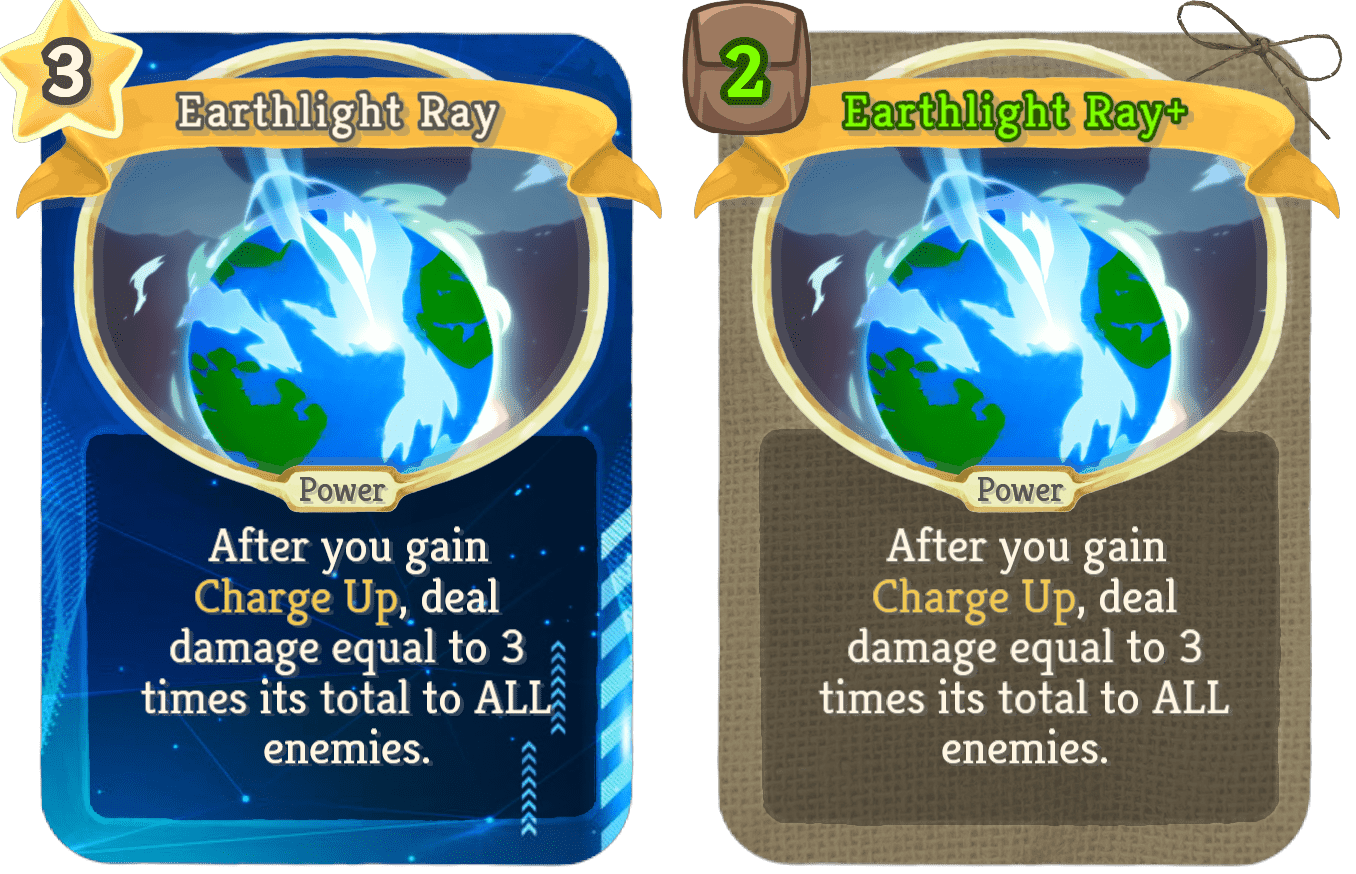 3
Earthlight Ray
Power
After you gain
Charge Up, deal
damage equal to 3
times its total to ALL
enemies.
2
Earthlight Ray+
Power
After you gain
Charge Up, deal
damage equal to 3
times its total to ALL
enemies.